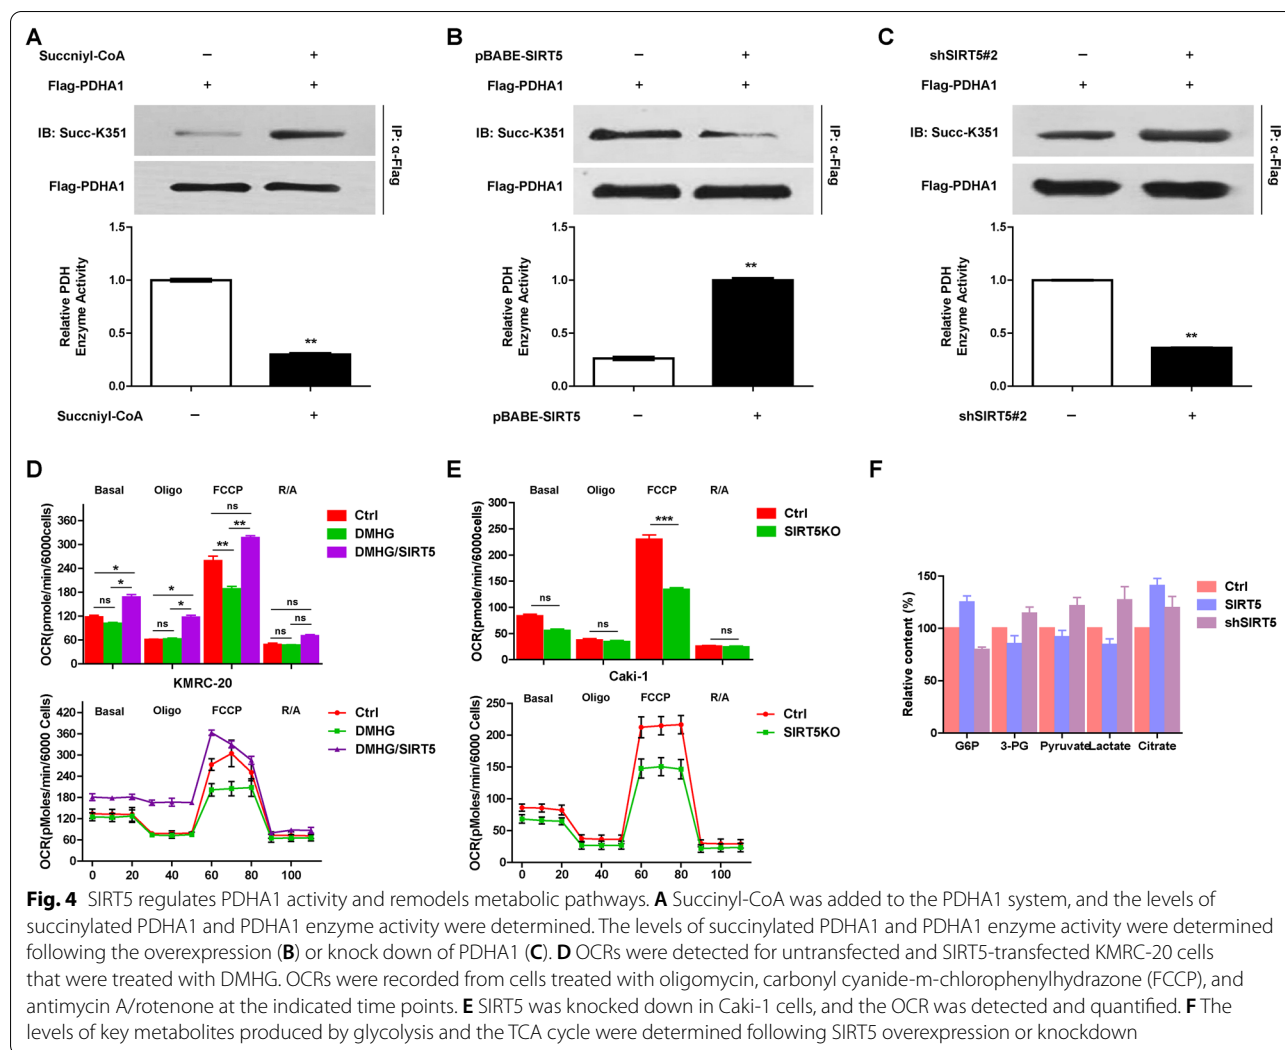 A
Succniyl-CoA − +
Flag-PDHA1 + +
IB: Succ-K351
Flag-PDHA1
IP: α-Flag
Relative PDH
Enzyme Activity
1.5
1.0
0.5
0.0
**
Succniyl-CoA − +
B
pBABE-SIRT5 − +
Flag-PDHA1 + +
IB: Succ-K351
Flag-PDHA1
IP: α-Flag
Relative PDH
Enzyme Activity
1.5
1.0
0.5
0.0
**
pBABE-SIRT5 − +
C
shSIRT5#2 − +
Flag-PDHA1 + +
IB: Succ-K351
Flag-PDHA1
IP: α-Flag
Relative PDH
Enzyme Activity
1.5
1.0
0.5
0.0
**
shSIRT5#2 − +
D
Basal Oligo FCCP R/A
OCR(pmole/min/6000cells)
360
300
240
180
120
60
0
* * ns
* * ns ns ** ** ns ns ns
Ctrl
DMHG
DMHG/SIRT5
KMRC-20
Basal Oligo FCCP R/A
OCR(pMoles/min/6000 Cells)
420
360
300
240
180
120
60
0
0 20 40 60 80 100
Ctrl
DMHG
DMHG/SIRT5
E
Basal Oligo FCCP R/A
OCR(pmole/min/6000cells)
300
250
200
150
100
50
0
ns ns *** ns
Ctrl
SIRT5KO
Caki-1
Basal Oligo FCCP R/A
OCR(pMoles/min/6000 Cells)
250
200
150
100
50
0
0 20 40 60 80 100
Ctrl
SIRT5KO
F
Relative content (%)
150
100
50
0
G6P 3-PG Pyruvate Lactate Citrate
Ctrl
SIRT5
shSIRT5
Fig. 4 SIRT5 regulates PDHA1 activity and remodels metabolic pathways. A Succinyl-CoA was added to the PDHA1 system, and the levels of
succinylated PDHA1 and PDHA1 enzyme activity were determined. The levels of succinylated PDHA1 and PDHA1 enzyme activity were determined
following the overexpression (B) or knock down of PDHA1 (C). D OCRs were detected for untransfected and SIRT5-transfected KMRC-20 cells
that were treated with DMHG. OCRs were recorded from cells treated with oligomycin, carbonyl cyanide-m-chlorophenylhydrazone (FCCP), and
antimycin A/rotenone at the indicated time points. E SIRT5 was knocked down in Caki-1 cells, and the OCR was detected and quantified. F The
levels of key metabolites produced by glycolysis and the TCA cycle were determined following SIRT5 overexpression or knockdown